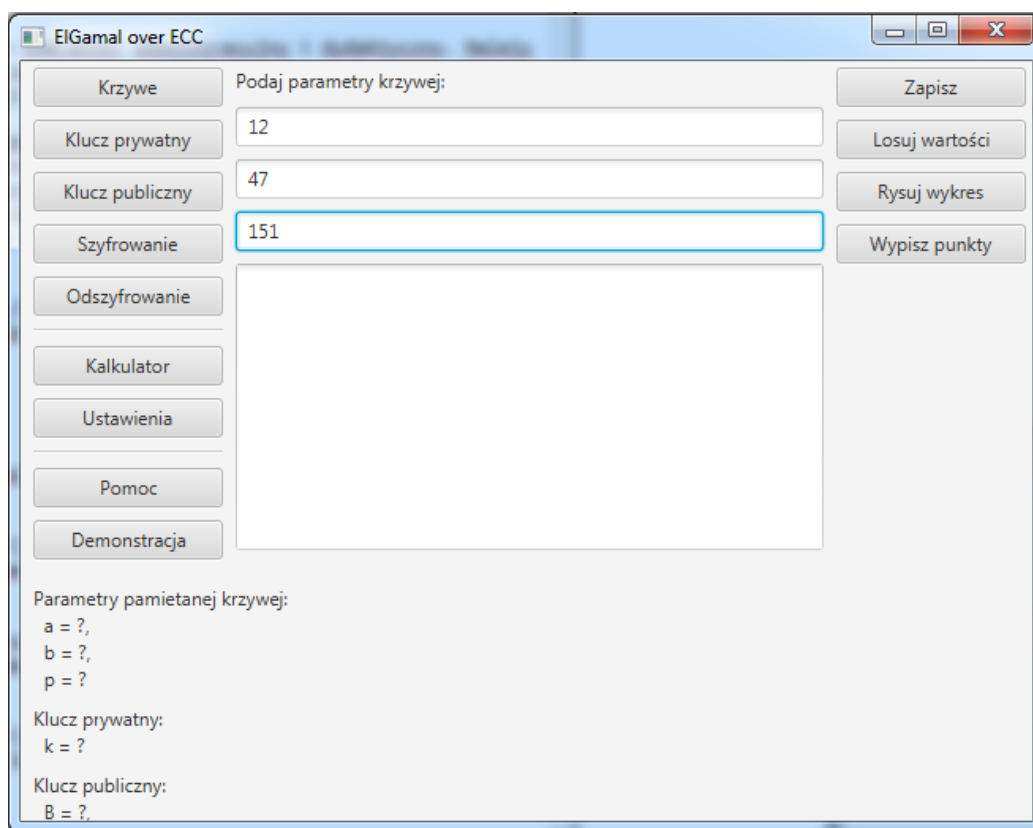 ElGamal over ECC
Krzywe
Klucz prywatny
Klucz publiczny
Szyfrowanie
Odszyfrowanie
Kalkulator
Ustawienia
Pomoc
Demonstracja
Podaj parametry krzywej:
12
47
151
Zapisz
Losuj wartości
Rysuj wykres
Wypisz punkty
Parametry pamietanej krzywej:
a = ?,
b = ?,
p = ?
Klucz prywatny:
k = ?
Klucz publiczny:
B = ?,